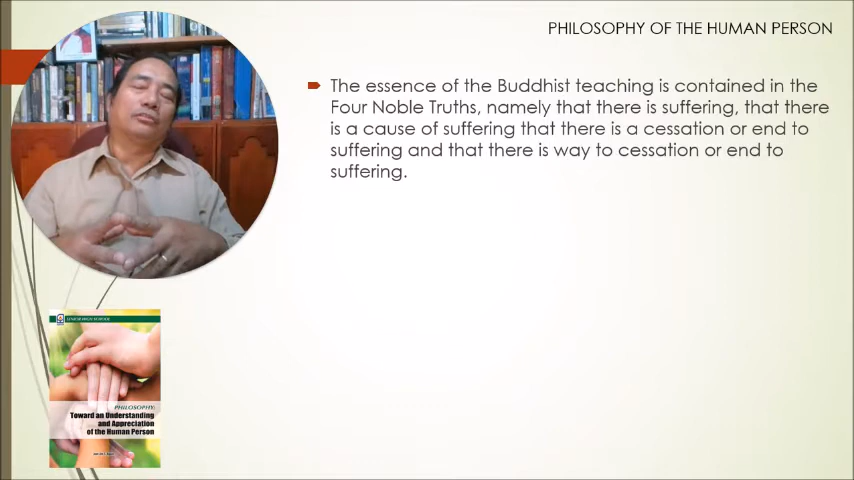 PHILOSOPHY OF THE HUMAN PERSON
The essence of the Buddhist teaching is contained in the
Four Noble Truths, namely that there is suffering, that there
is a cause of suffering that there is a cessation or end to
suffering and that there is way to cessation or end to
suffering.
PHILOSOPHY:
Toward an Understanding
and Appreciation
of the Human Person